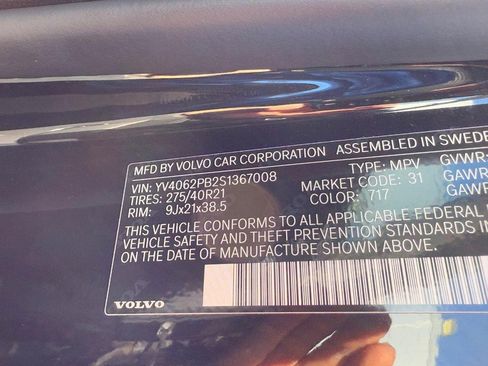 MFD BY VOLVO CAR CORPORATION ASSEMBLED IN SWEDEN
VIN: YV4062PB2S1367008 TYPE: MPV GVWR:
TIRES: 275/40R21 MARKET CODE: 31 GAWR
RIM: 9Jx21x38.5 COLOR: 717 GAWR
THIS VEHICLE CONFORMS TO ALL APPLICABLE FEDERAL
VEHICLE SAFETY AND THEFT PREVENTION STANDARDS IN
ON THE DATE OF MANUFACTURE SHOWN ABOVE.
VOLVO